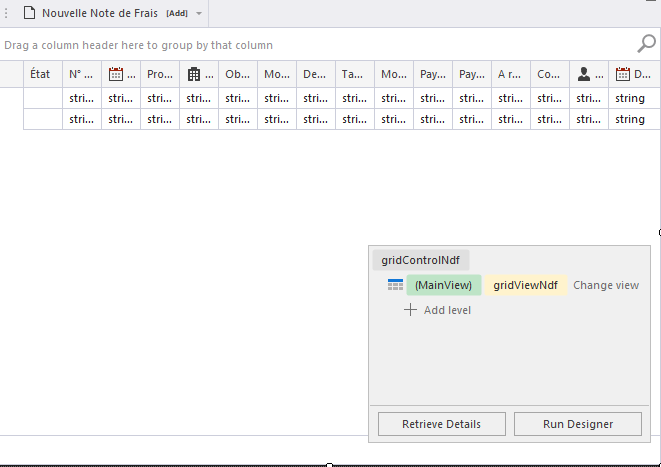 Nouvelle Note de Frais [Add]
Drag a column header here to group by that column
État N° ... ... Pro... ... Ob... Mo... De... Ta... Mo... Pay... Pay... A r... Co... ... D...
stri... stri... stri... stri... stri... stri... stri... stri... stri... stri... stri... stri... stri... stri... string
stri... stri... stri... stri... stri... stri... stri... stri... stri... stri... stri... stri... stri... stri... string
gridControlNdf
(MainView) gridViewNdf Change view
Add level
Retrieve Details Run Designer